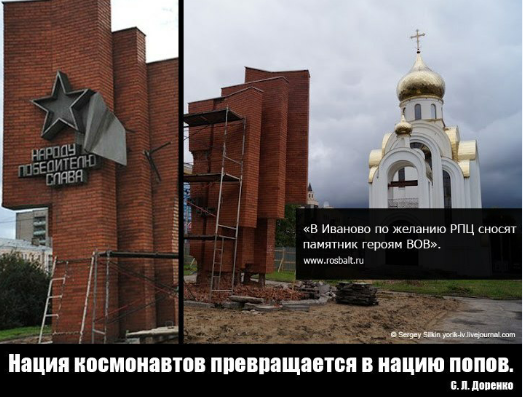 НАРОДУ
ПОБЕДИТЕЛЮ
СЛАВА
«В Иваново по желанию РПЦ сносят
памятник героям ВОВ».
www.rosbalt.ru
© Sergey Silkin yorik-iv.livejournal.com
Нация космонавтов превращается в нацию попов.
С. Л. Доренко